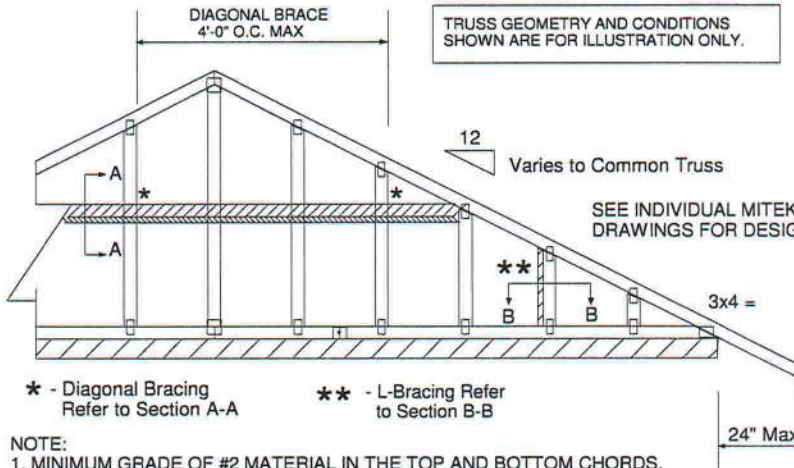 DIAGONAL BRACE
4'-0" O.C. MAX
TRUSS GEOMETRY AND CONDITIONS
SHOWN ARE FOR ILLUSTRATION ONLY.
12
Varies to Common Truss
A
*
*
A
SEE INDIVIDUAL MITEK
DRAWINGS FOR DESIG
**
B
B
3x4 =
* - Diagonal Bracing
Refer to Section A-A
** - L-Bracing Refer
to Section B-B
24" Max
NOTE:
1. MINIMUM GRADE OF #2 MATERIAL IN THE TOP AND BOTTOM CHORDS.